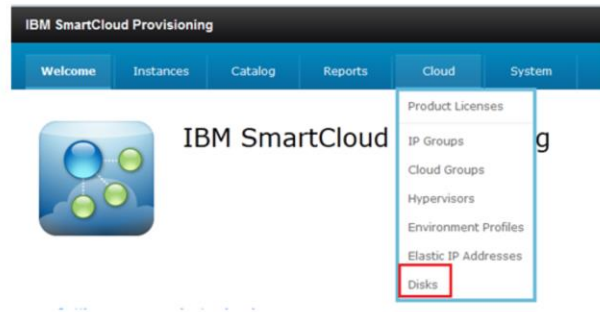 IBM SmartCloud Provisioning
Welcome Instances Catalog Reports Cloud System
Product Licenses
IBM SmartCloud g
IP Groups
Cloud Groups
Hypervisors
Environment Profiles
Elastic IP Addresses
Disks